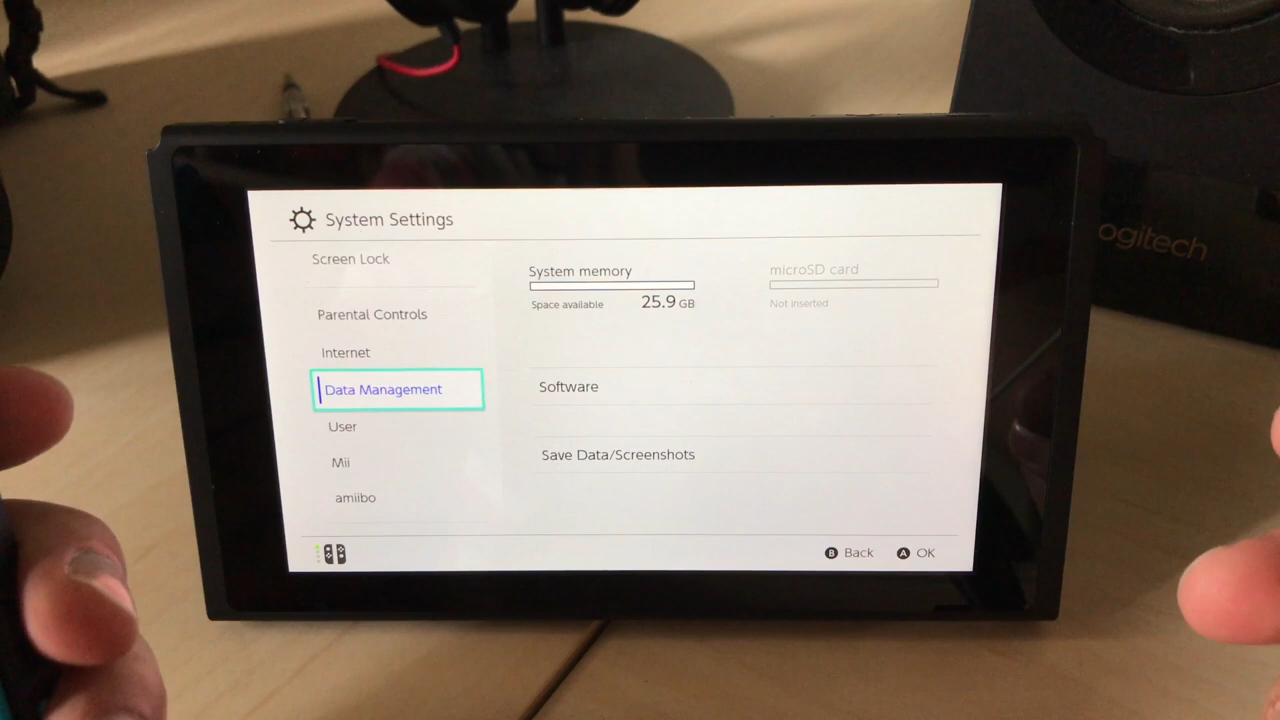 System Settings
Screen Lock
Parental Controls
Internet
Data Management
User
Mii
amiibo
System memory
Space available 25.9 GB
microSD card
Not inserted
Software
Save Data/Screenshots
B Back A OK
ogitech